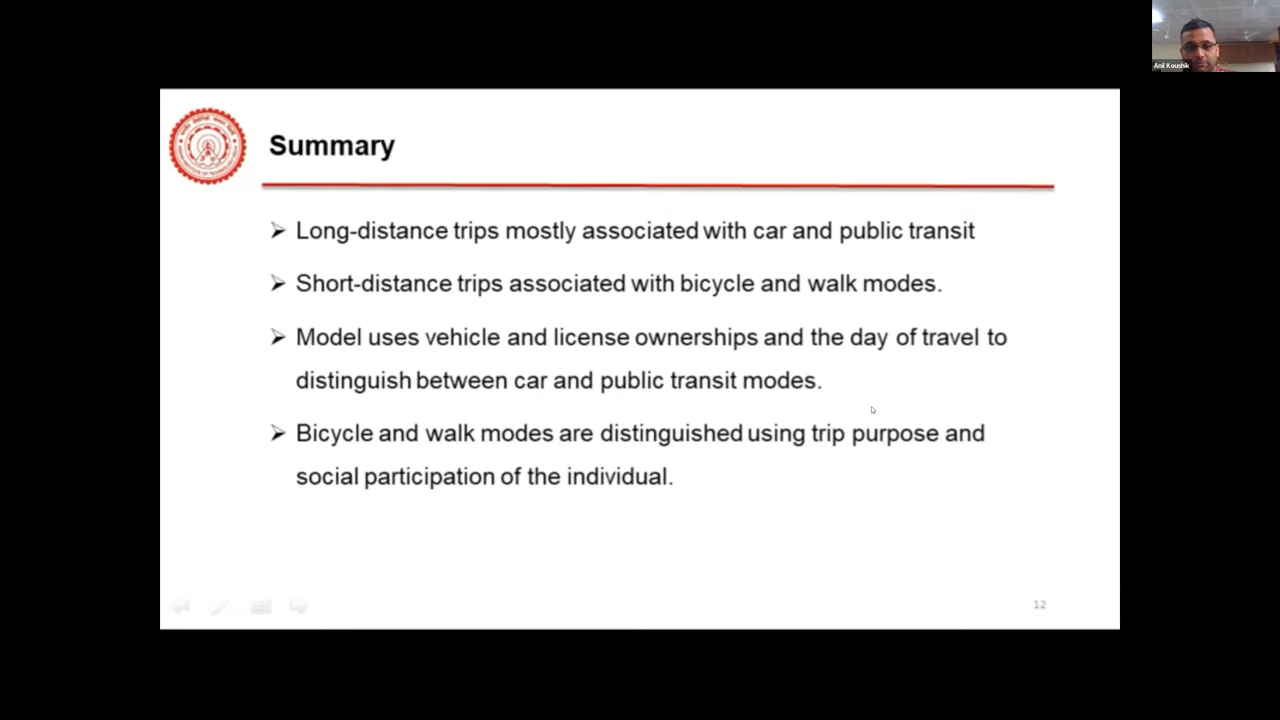 Anil Koushik
Summary
➢ Long-distance trips mostly associated with car and public transit
➢ Short-distance trips associated with bicycle and walk modes.
➢ Model uses vehicle and license ownerships and the day of travel to
distinguish between car and public transit modes.
➢ Bicycle and walk modes are distinguished using trip purpose and
social participation of the individual.
12